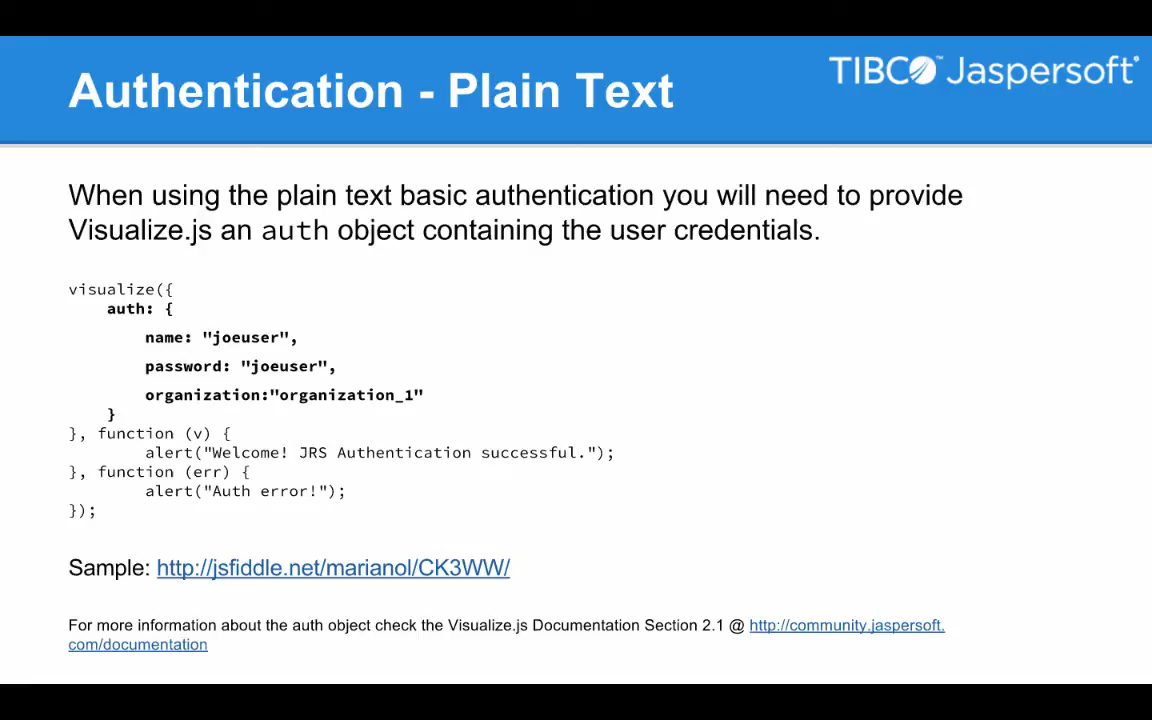 Authentication - Plain Text
TIBCO™ Jaspersoft®
When using the plain text basic authentication you will need to provide
Visualize.js an auth object containing the user credentials.
visualize({
    auth: {
        name: "joeuser",
        password: "joeuser",
        organization:"organization_1"
    }
}, function (v) {
        alert("Welcome! JRS Authentication successful.");
}, function (err) {
        alert("Auth error!");
});
Sample: http://jsfiddle.net/marianol/CK3WW/
For more information about the auth object check the Visualize.js Documentation Section 2.1 @ http://community.jaspersoft.
com/documentation